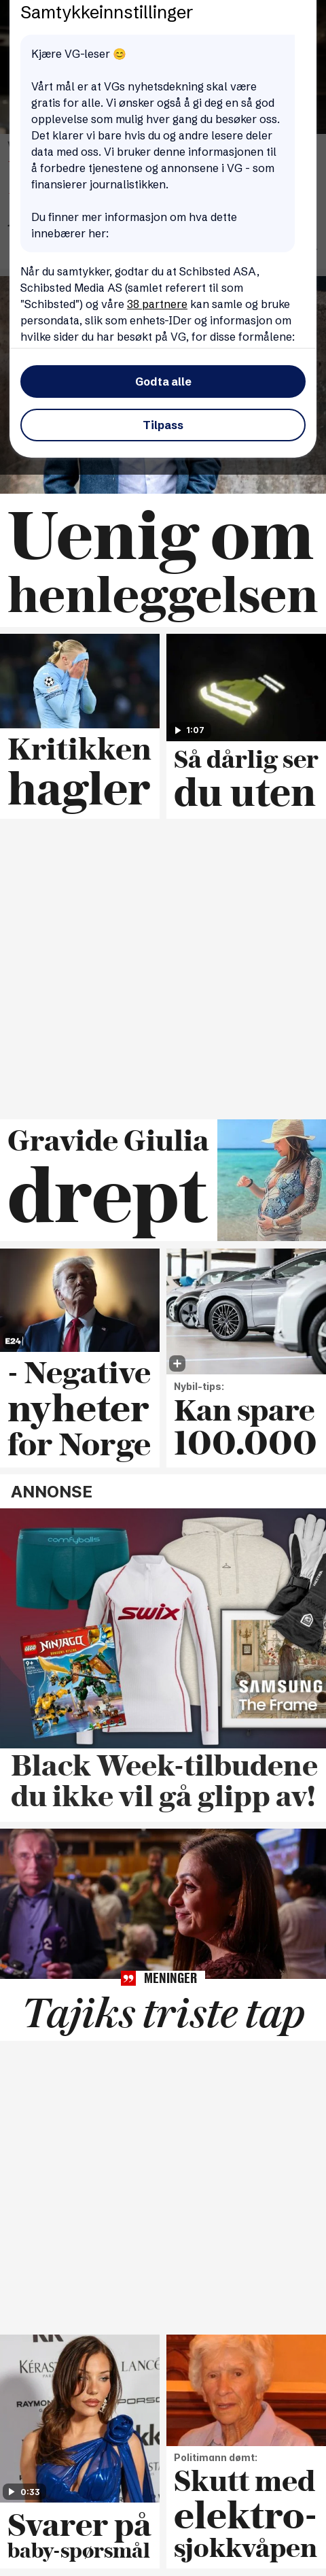 Samtykkeinnstillinger
Kjære VG-leser 😊
Vårt mål er at VGs nyhetsdekning skal være
gratis for alle. Vi ønsker også å gi deg en så god
opplevelse som mulig hver gang du besøker oss.
Det klarer vi bare hvis du og andre lesere deler
data med oss. Vi bruker denne informasjonen til
å forbedre tjenestene og annonsene i VG - som
finansierer journalistikken.
Du finner mer informasjon om hva dette
innebærer her:
Når du samtykker, godtar du at Schibsted ASA,
Schibsted Media AS (samlet referert til som
"Schibsted") og våre 38 partnere kan samle og bruke
persondata, slik som enhets-IDer og informasjon om
hvilke sider du har besøkt på VG, for disse formålene:
Godta alle
Tilpass
Uenig om
henleggelsen
Kritikken
hagler
1:07
Så dårlig ser
du uten
Gravide Giulia
drept
E24
- Negative
nyheter
for Norge
Nybil-tips:
Kan spare
100.000
ANNONSE
comfyballs
SWIX
LEGO NINJAGO
SAMSUNG
The Frame
Black Week-tilbudene
du ikke vil gå glipp av!
2
MENINGER
Tajiks triste tap
KÉRASTASE
LANCÔ
RAYMON
PORSC
0:33
Svarer på
baby-spørsmål
Politimann dømt:
Skutt med
elektro-
sjokkvåpen